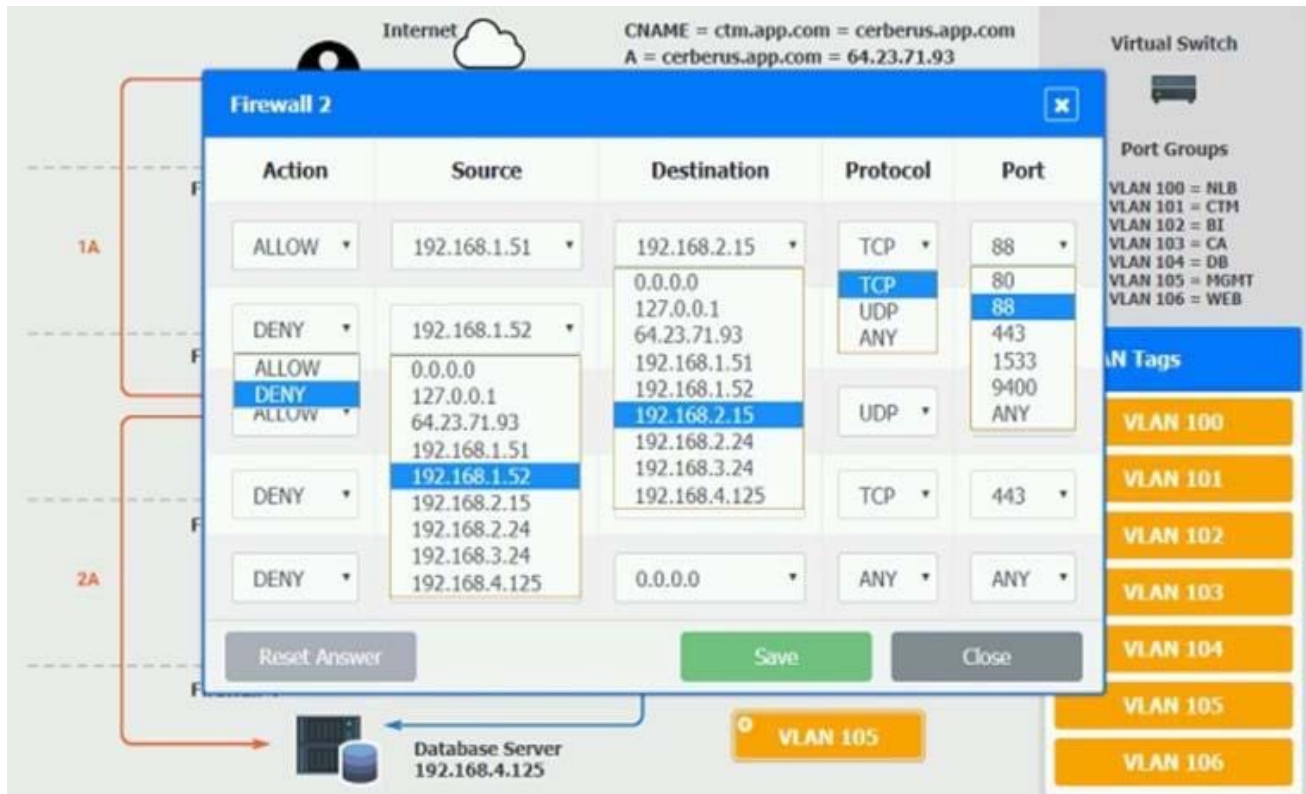 Internet
CNAME = ctm.app.com = cerberus.app.com
A = cerberus.app.com = 64.23.71.93
Virtual Switch
Port Groups
VLAN 100 = NLB
VLAN 101 = CTM
VLAN 102 = BI
VLAN 103 = CA
VLAN 104 = DB
VLAN 105 = MGMT
VLAN 106 = WEB
Firewall 2
Action Source Destination Protocol Port
ALLOW 192.168.1.51 192.168.2.15 TCP 88
0.0.0.0
127.0.0.1
64.23.71.93
192.168.1.51
192.168.1.52
192.168.2.15
192.168.2.24
192.168.3.24
192.168.4.125
TCP
UDP
ANY
80
88
443
1533
9400
ANY
DENY 192.168.1.52
ALLOW
DENY
0.0.0.0
127.0.0.1
64.23.71.93
192.168.1.51
192.168.1.52
192.168.2.15
192.168.2.24
192.168.3.24
192.168.4.125
ALLOW UDP
DENY TCP 443
DENY 0.0.0.0 ANY ANY
Reset Answer Save Close
1A
2A
F
F
F
Database Server
192.168.4.125
VLAN 105
N Tags
VLAN 100
VLAN 101
VLAN 102
VLAN 103
VLAN 104
VLAN 105
VLAN 106